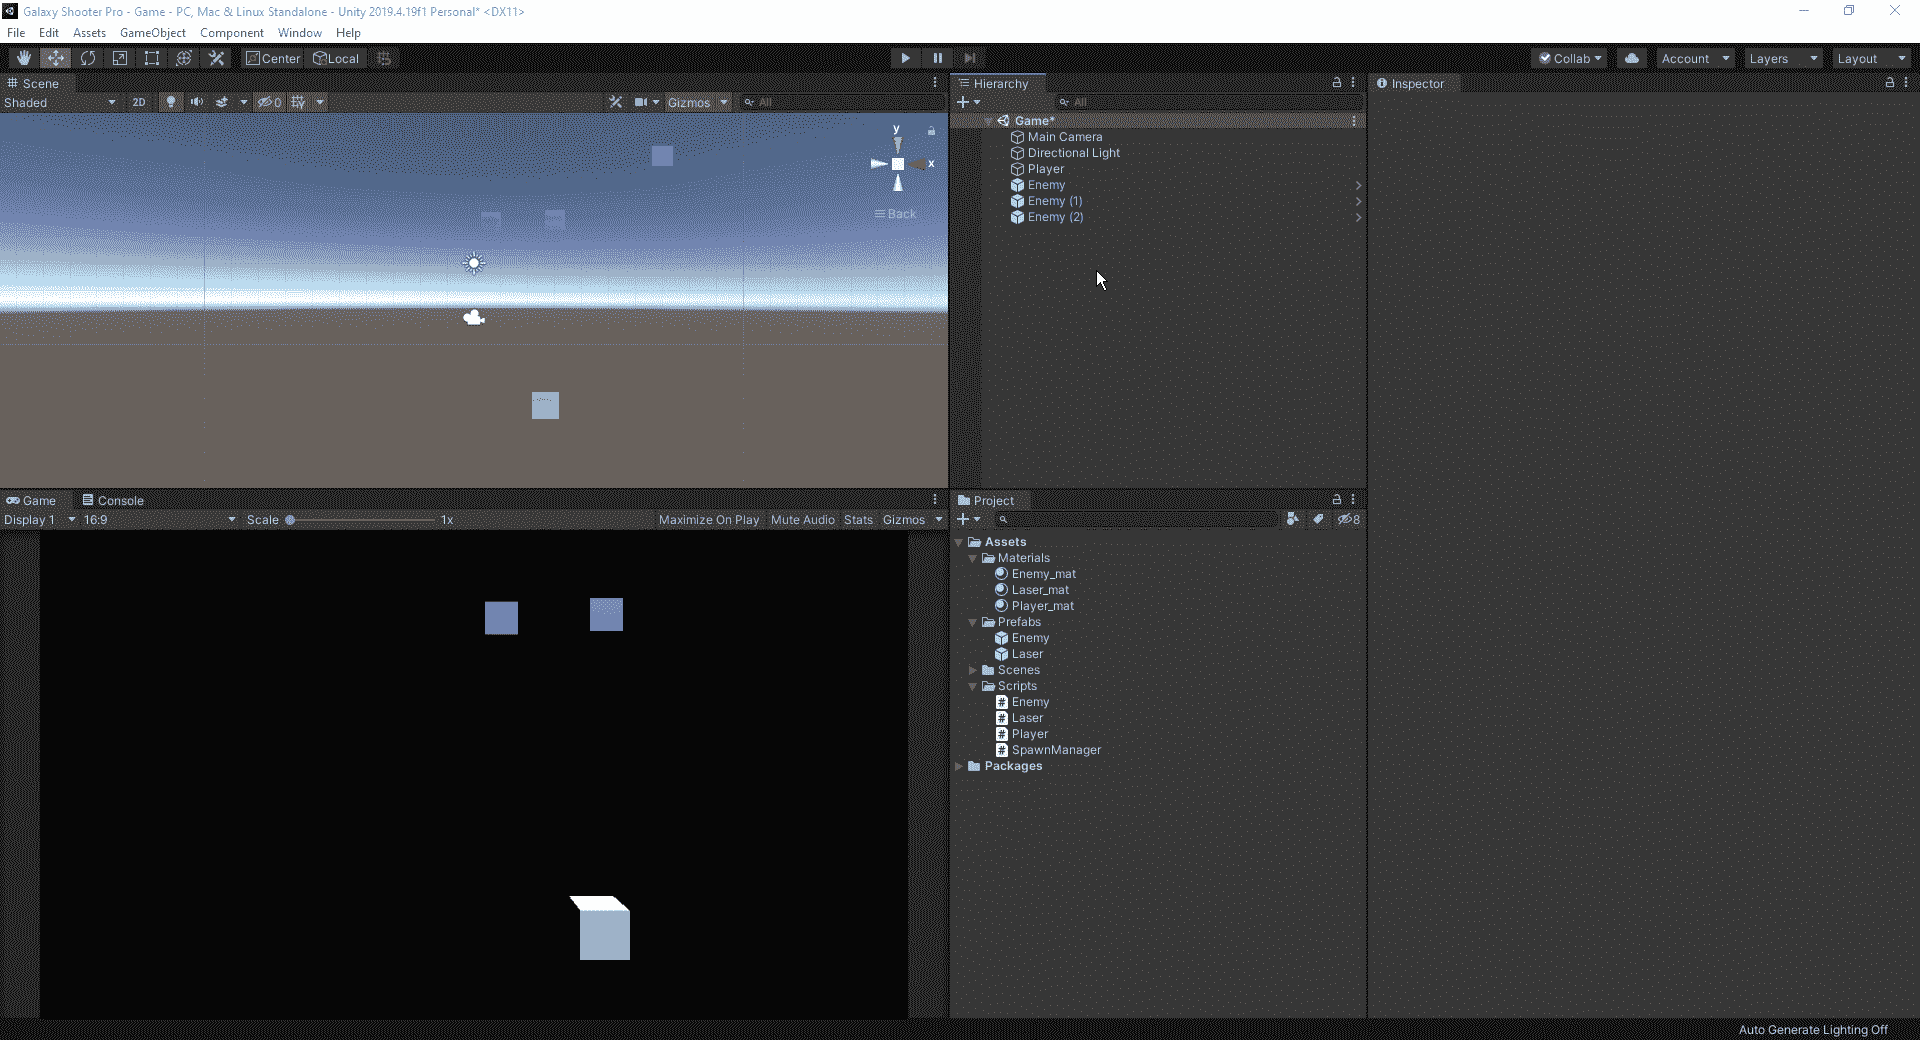 Galaxy Shooter Pro - Game - PC, Mac & Linux Standalone - Unity 2019.4.19f1 Personal* <DX11>
File Edit Assets GameObject Component Window Help
Center Local Collab Account Layers Layout
Scene
Shaded 2D 0 Gizmos All
y
x
Back
Hierarchy
All
Game*
Main Camera
Directional Light
Player
Enemy
Enemy (1)
Enemy (2)
Inspector
Game Console
Display 1 16:9 Scale 1x Maximize On Play Mute Audio Stats Gizmos
Project
8
Assets
Materials
Enemy_mat
Laser_mat
Player_mat
Prefabs
Enemy
Laser
Scenes
Scripts
Enemy
Laser
Player
SpawnManager
Packages
Auto Generate Lighting Off